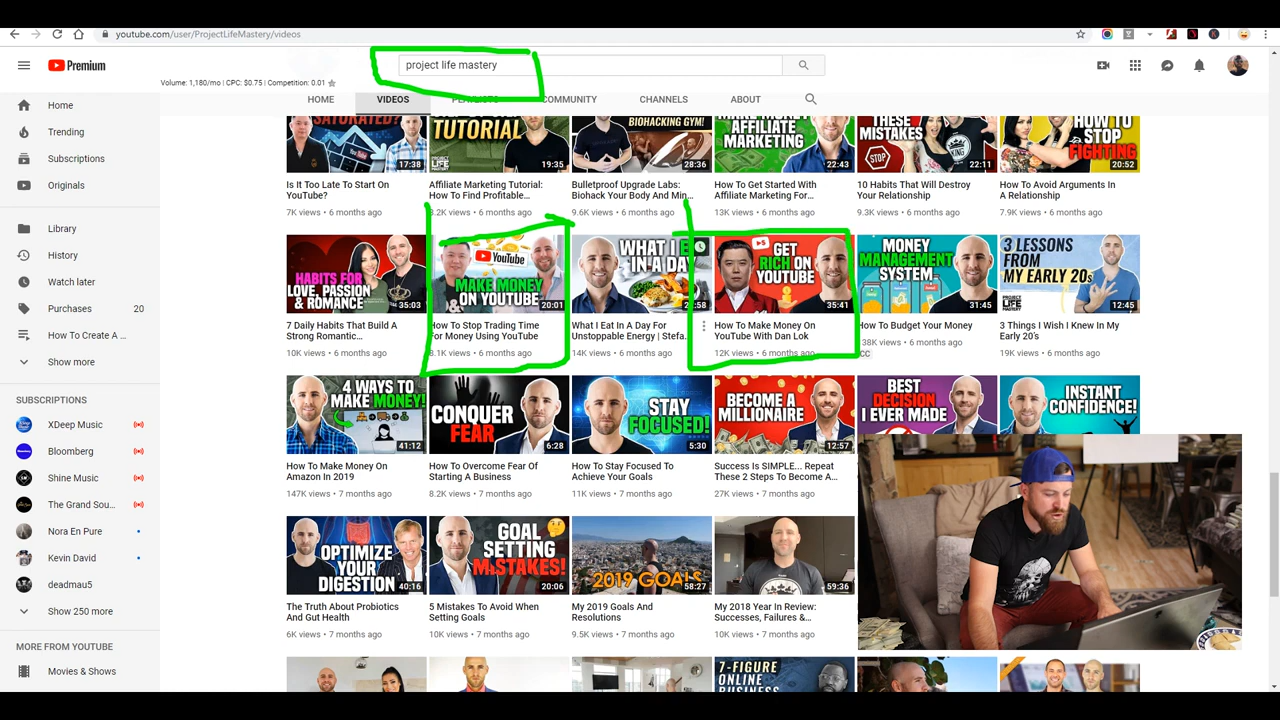 youtube.com/user/ProjectLifeMastery/videos
Premium
project life mastery
Volume: 1,180/mo | CPC: $0.75 | Competition: 0.01
HOME
VIDEOS
PLAYLISTS
COMMUNITY
CHANNELS
ABOUT
Home
Trending
Subscriptions
Originals
Library
History
Watch later
Purchases 20
How To Create A ...
Show more
SUBSCRIPTIONS
XDeep Music
Bloomberg
Shine Music
The Grand Sou...
Nora En Pure
Kevin David
deadmau5
Show 250 more
MORE FROM YOUTUBE
Movies & Shows
SATURATED?
17:38
Is It Too Late To Start On
YouTube?
7K views • 6 months ago
TUTORIAL
PROJECT
LIFE
MASTERY
19:35
Affiliate Marketing Tutorial:
How To Find Profitable...
8.2K views • 6 months ago
BIOHACKING GYM!
28:36
Bulletproof Upgrade Labs:
Biohack Your Body And Min...
9.6K views • 6 months ago
AFFILIATE
MARKETING
22:43
How To Get Started With
Affiliate Marketing For...
13K views • 6 months ago
THESE
MISTAKES
STOP
KING
22:11
10 Habits That Will Destroy
Your Relationship
9.3K views • 6 months ago
HOW TO
STOP
FIGHTING
20:52
How To Avoid Arguments In
A Relationship
7.9K views • 6 months ago
HABITS FOR
LOVE, PASSION
& ROMANCE
35:03
7 Daily Habits That Build A
Strong Romantic...
10K views • 6 months ago
YouTube
MAKE MONEY
ON YOUTUBE
20:01
How To Stop Trading Time
For Money Using YouTube
8.1K views • 6 months ago
WHAT I
IN A DAY
:58
What I Eat In A Day For
Unstoppable Energy | Stefa...
14K views • 6 months ago
GET
RICH ON
YOUTUBE
35:41
How To Make Money On
YouTube With Dan Lok
12K views • 6 months ago
MONEY
MANAGEMENT
SYSTEM
31:45
How To Budget Your Money
38K views • 6 months ago
CC
3 LESSONS
FROM
MY EARLY 20s
PROJECT
LIFE
MASTERY
12:45
3 Things I Wish I Knew In My
Early 20's
19K views • 6 months ago
4 WAYS TO
MAKE MONEY!
41:12
How To Make Money On
Amazon In 2019
147K views • 7 months ago
CONQUER
FEAR
6:28
How To Overcome Fear Of
Starting A Business
8.2K views • 7 months ago
STAY
FOCUSED!
5:30
How To Stay Focused To
Achieve Your Goals
11K views • 7 months ago
BECOME A
MILLIONAIRE
12:57
Success Is SIMPLE... Repeat
These 2 Steps To Become A...
27K views • 7 months ago
BEST
DECISION
I EVER MADE
INSTANT
CONFIDENCE!
OPTIMIZE
YOUR
DIGESTION
40:16
The Truth About Probiotics
And Gut Health
6K views • 7 months ago
GOAL
SETTING
MISTAKES!
20:06
5 Mistakes To Avoid When
Setting Goals
10K views • 7 months ago
2019 GOALS
58:27
My 2019 Goals And
Resolutions
9.5K views • 7 months ago
59:36
My 2018 Year In Review:
Successes, Failures &...
10K views • 7 months ago
7-FIGURE
ONLINE
BUSINESS